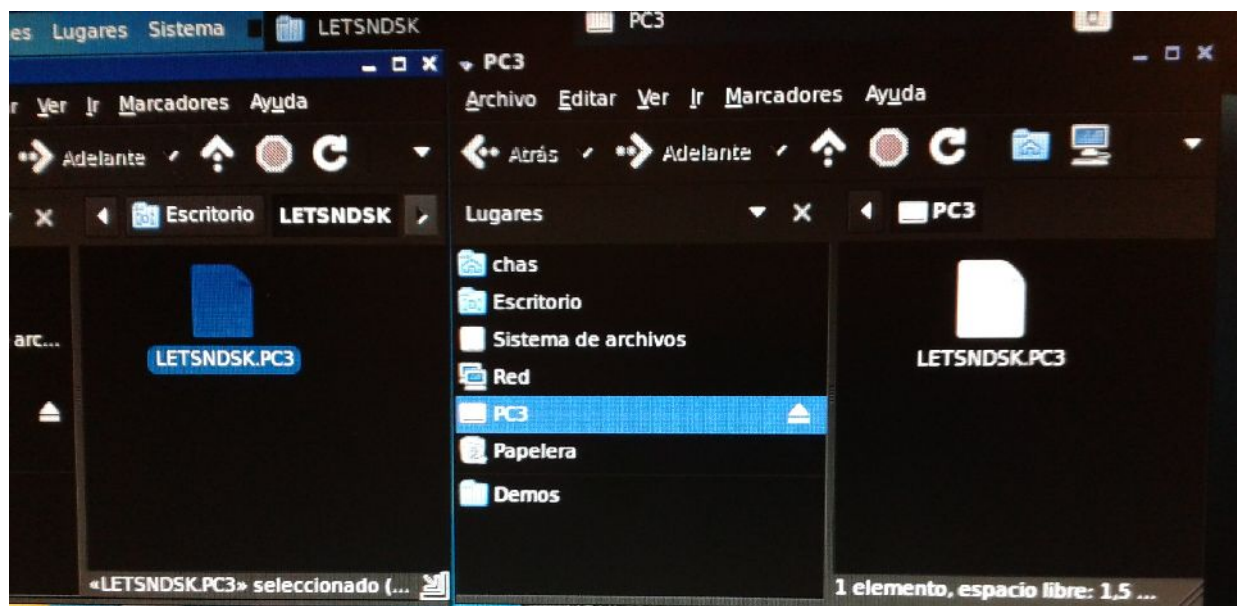 es Lugares Sistema LETSNDSK PC3
r Ver Ir Marcadores Ayuda
Adelante
Escritorio LETSNDSK
arc...
LETSNDSK.PC3
«LETSNDSK.PC3» seleccionado (...
PC3
Archivo Editar Ver Ir Marcadores Ayuda
Atrás Adelante
Lugares
PC3
chas
Escritorio
Sistema de archivos
Red
PC3
Papelera
Demos
LETSNDSK.PC3
1 elemento, espacio libre: 1,5 ...